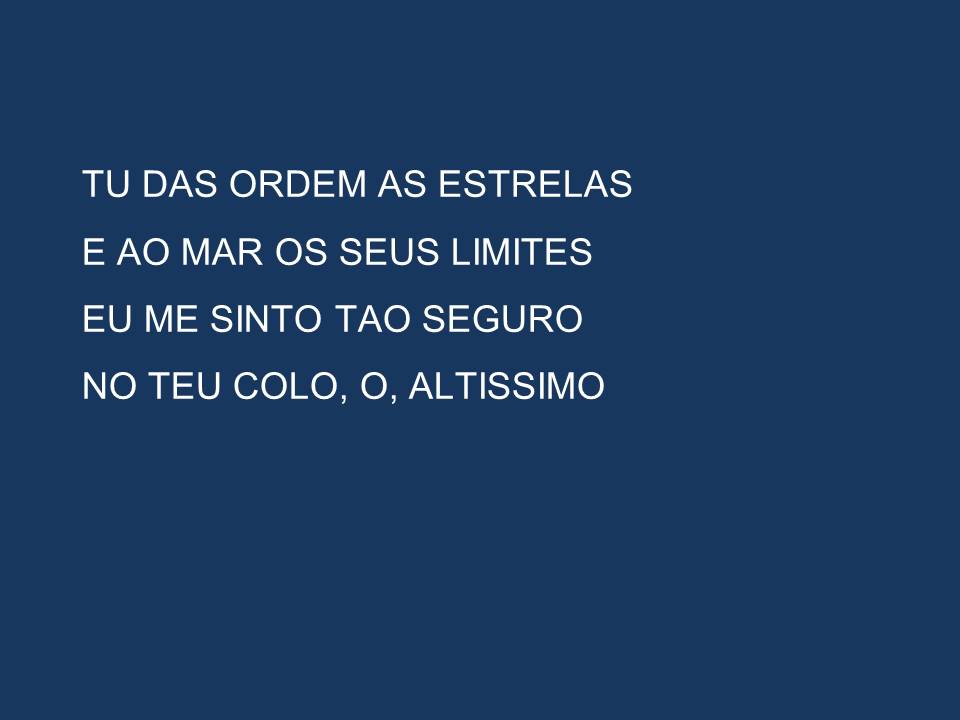 TU DAS ORDEM AS ESTRELAS
E AO MAR OS SEUS LIMITES
EU ME SINTO TAO SEGURO
NO TEU COLO, O, ALTISSIMO